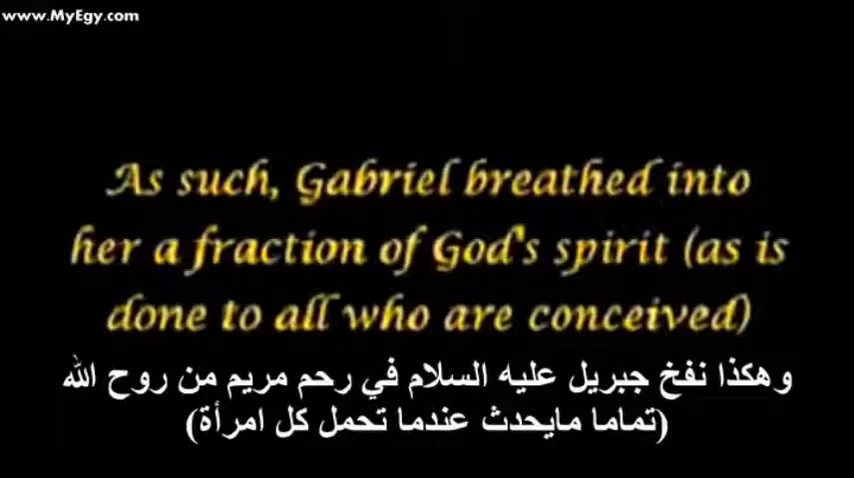 www.MyEgy.com
As such, Gabriel breathed into
her a fraction of God's spirit (as is
done to all who are conceived)
وهكذا نفخ جبريل عليه السلام في رحم مريم من روح الله
(تماما مايحدث عندما تحمل كل امرأة)